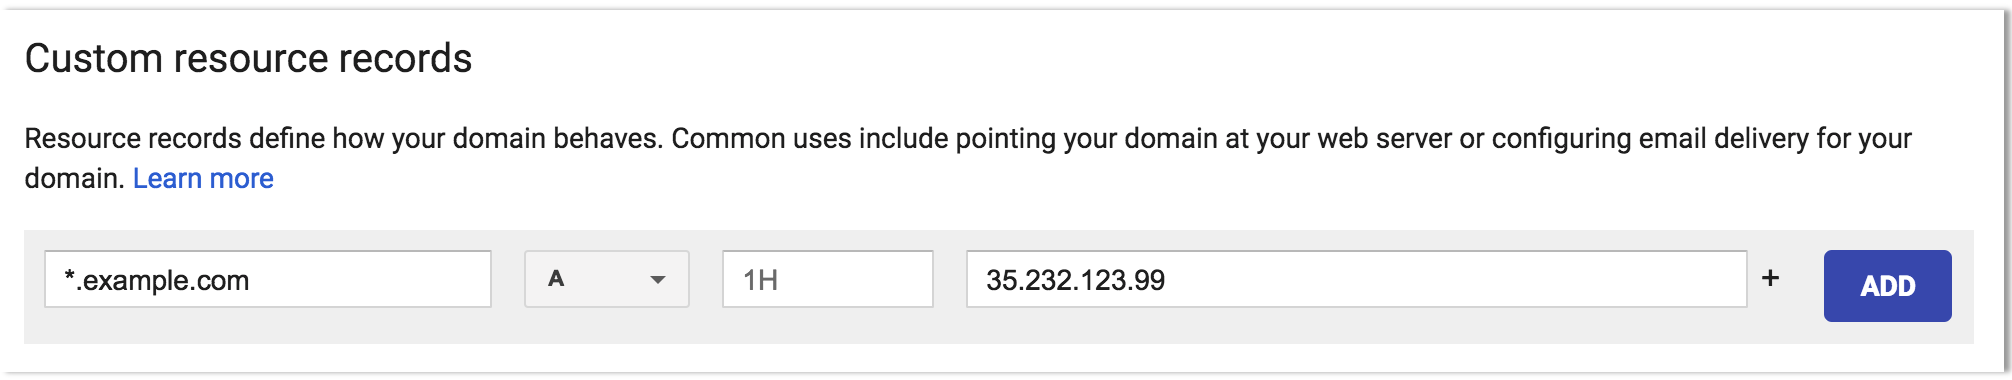 Custom resource records
Resource records define how your domain behaves. Common uses include pointing your domain at your web server or configuring email delivery for your
domain. Learn more
*.example.com A 1H 35.232.123.99 + ADD